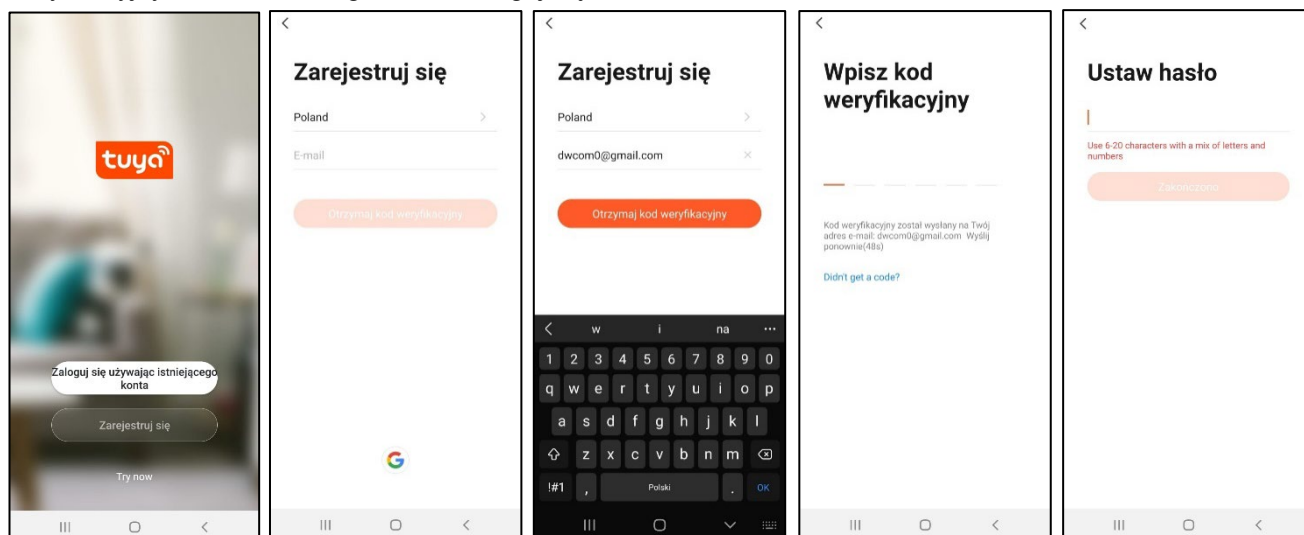 tuya
Zaloguj się używając istniejącego
konta
Zarejestruj się
Try now
Zarejestruj się
Poland
E-mail
Otrzymaj kod weryfikacyjny
Zarejestruj się
Poland
dwcom0@gmail.com
Otrzymaj kod weryfikacyjny
w i na
1 2 3 4 5 6 7 8 9 0
q w e r t y u i o p
a s d f g h j k l
z x c v b n m
!#1 , Polski . OK
Wpisz kod
weryfikacyjny
Kod weryfikacyjny został wysłany na Twój
adres e-mail: dwcom0@gmail.com Wyślij
ponownie(48s)
Didn't get a code?
Ustaw hasło
Use 6-20 characters with a mix of letters and
numbers
Zakończono